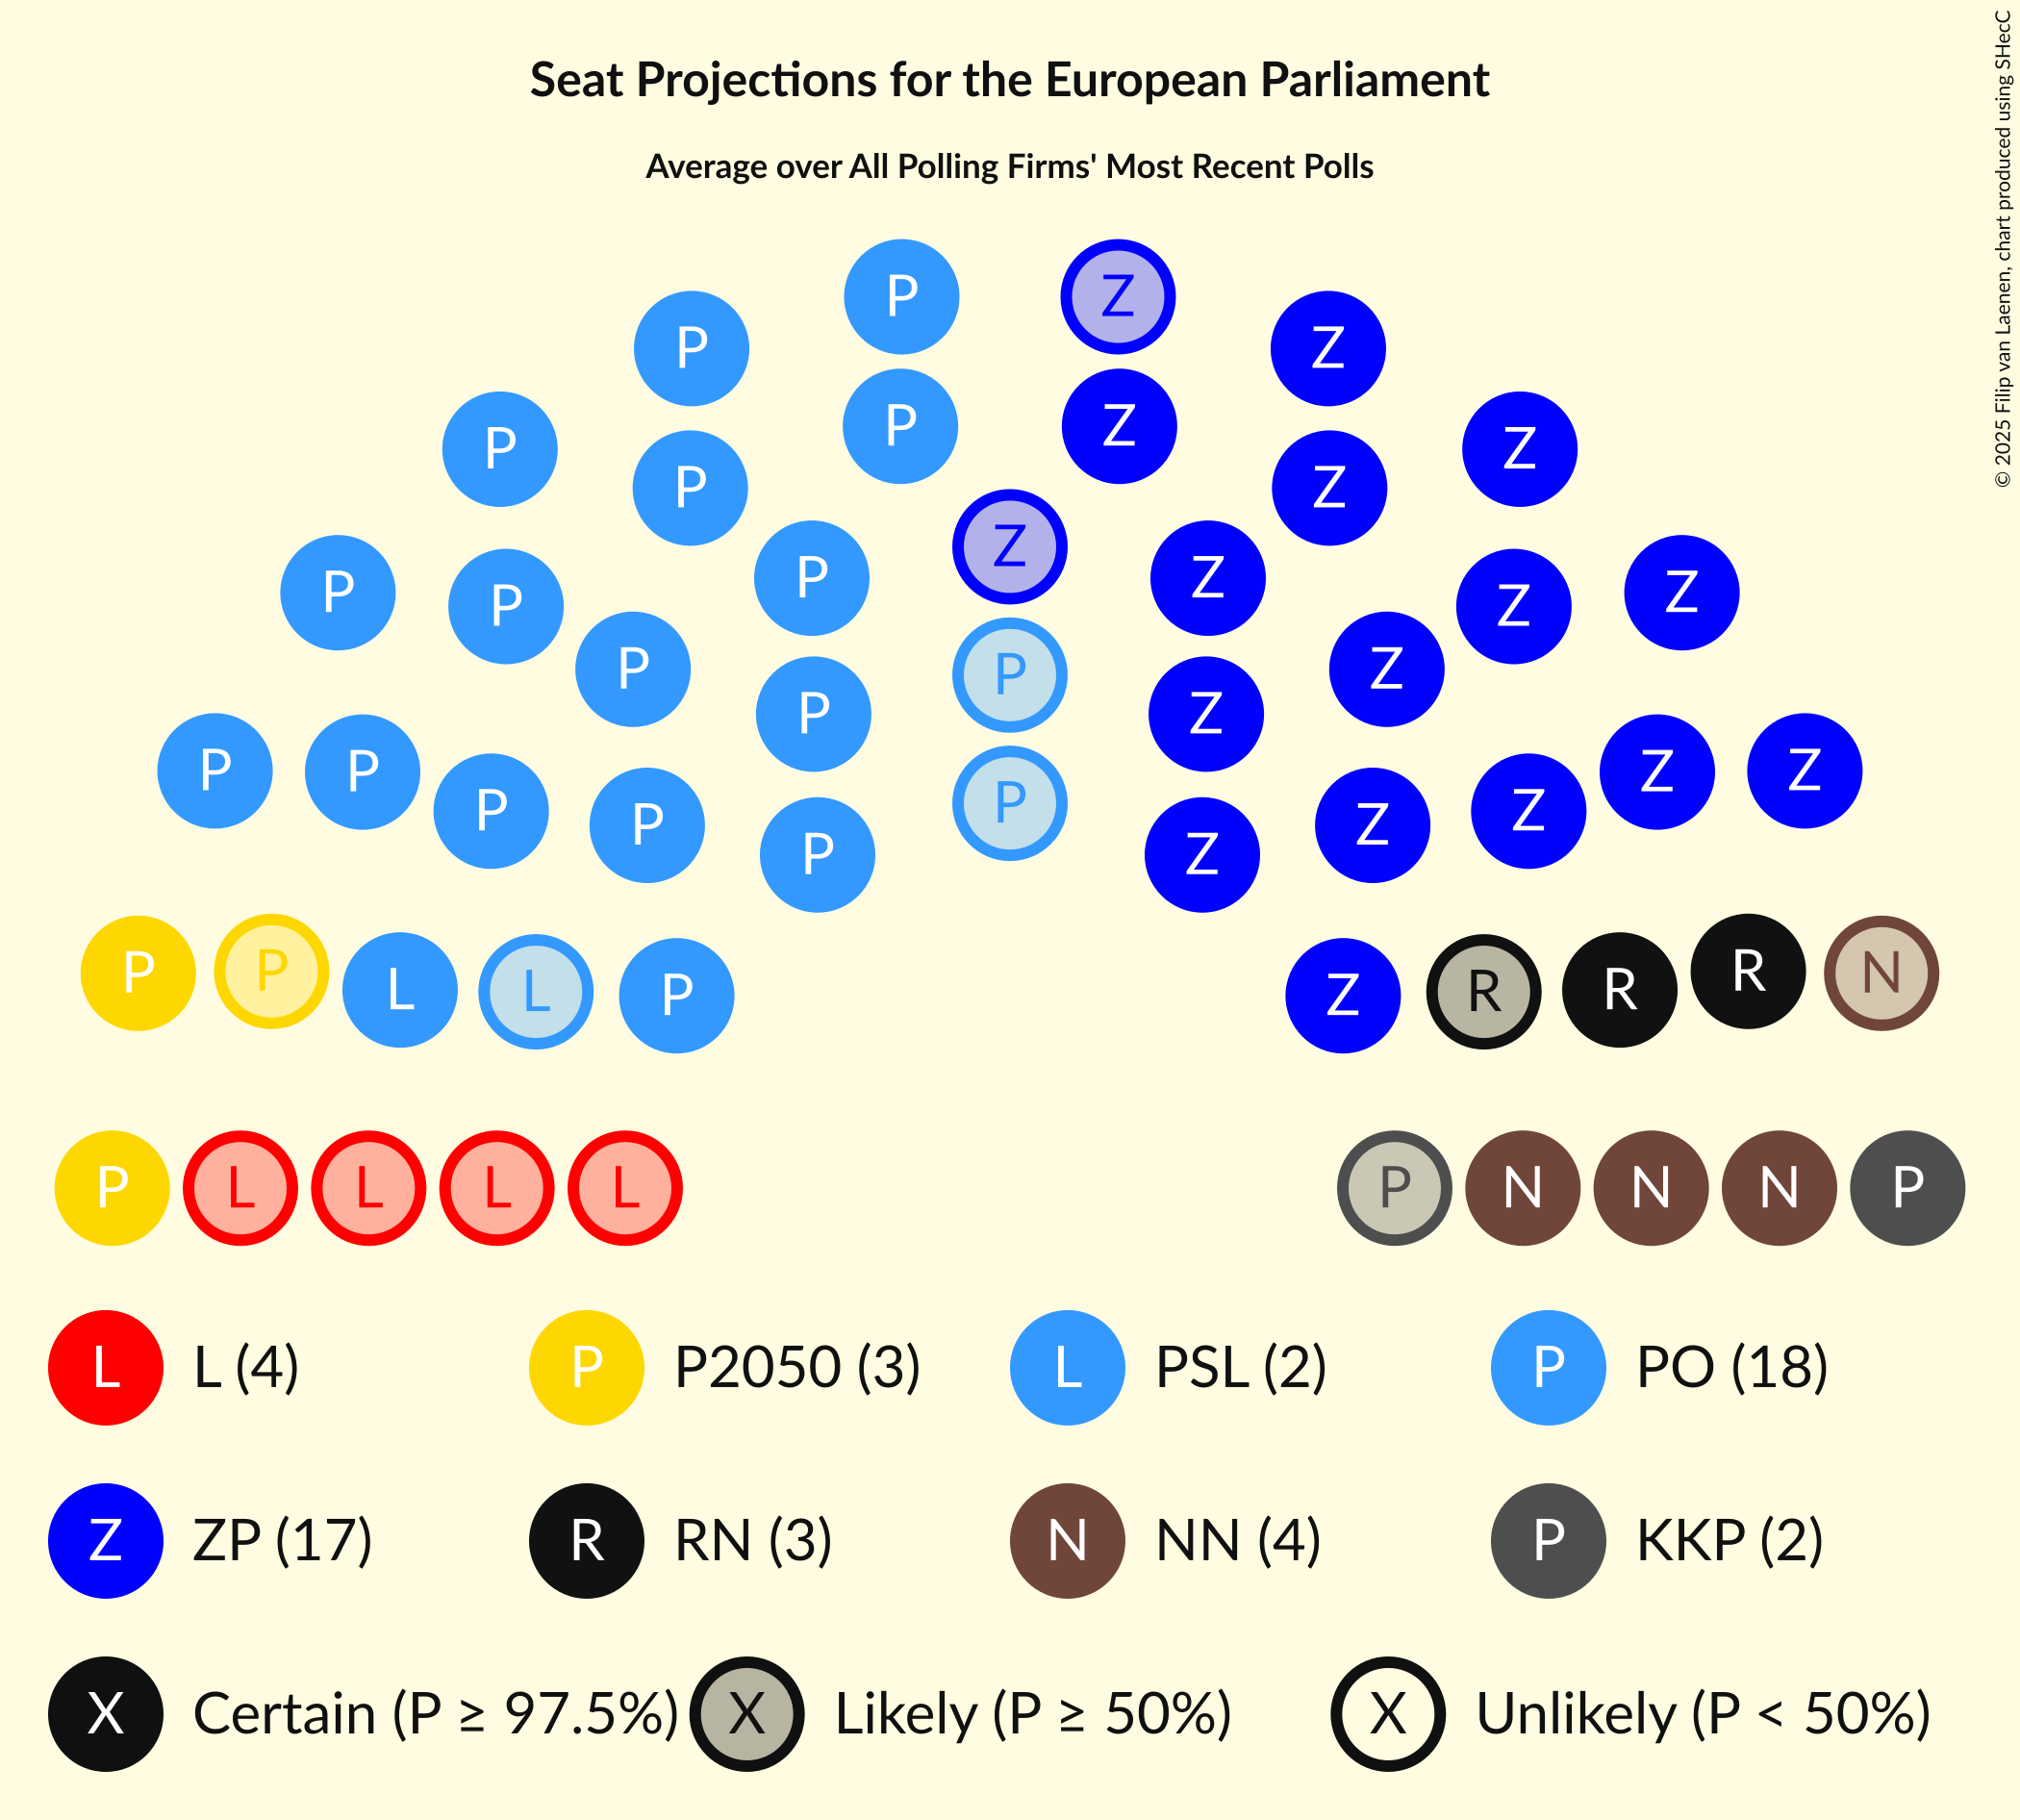 Seat Projections for the European Parliament
Average over All Polling Firms' Most Recent Polls
© 2025 Filip van Laenen, chart produced using SHecC
P Z
P Z
P Z
P Z
P Z
Z
P Z
P Z
P Z
P Z
P
P Z
P Z
P P Z Z
P Z
P
P Z
P Z
P P L L P Z R R R N
P L L L L P N N N P
L L (4) P P2050 (3) L PSL (2) P PO (18)
Z ZP (17) R RN (3) N NN (4) P KKP (2)
X Certain (P ≥ 97.5%) X Likely (P ≥ 50%) X Unlikely (P < 50%)